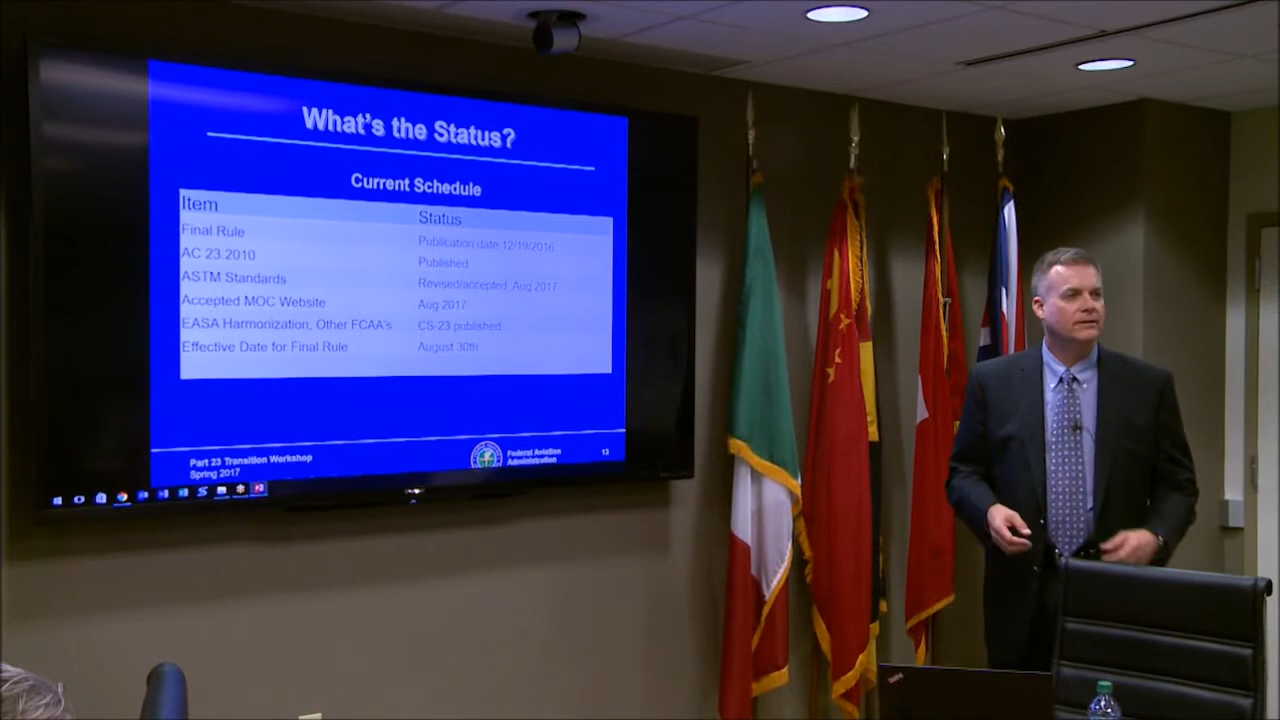 What's the Status?
Current Schedule
Item Status
Final Rule Publication date 12/19/2016
AC 23.2010 Published
ASTM Standards Revised/accepted Aug 2017
Accepted MOC Website Aug 2017
EASA Harmonization, Other FCAA's CS-23 published
Effective Date for Final Rule August 30th
Part 23 Transition Workshop
Spring 2017
Federal Aviation
Administration
13